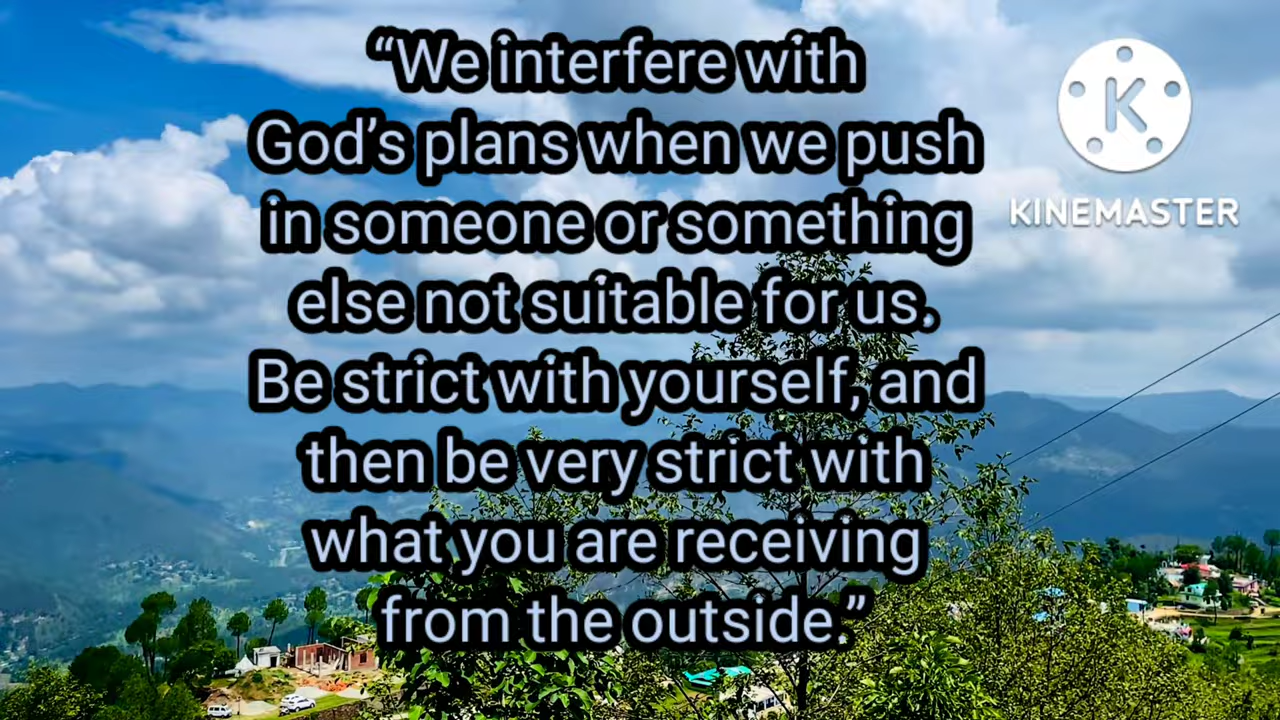 “We interfere with
God’s plans when we push
in someone or something
else not suitable for us.
Be strict with yourself, and
then be very strict with
what you are receiving
from the outside.”
K
KINEMASTER